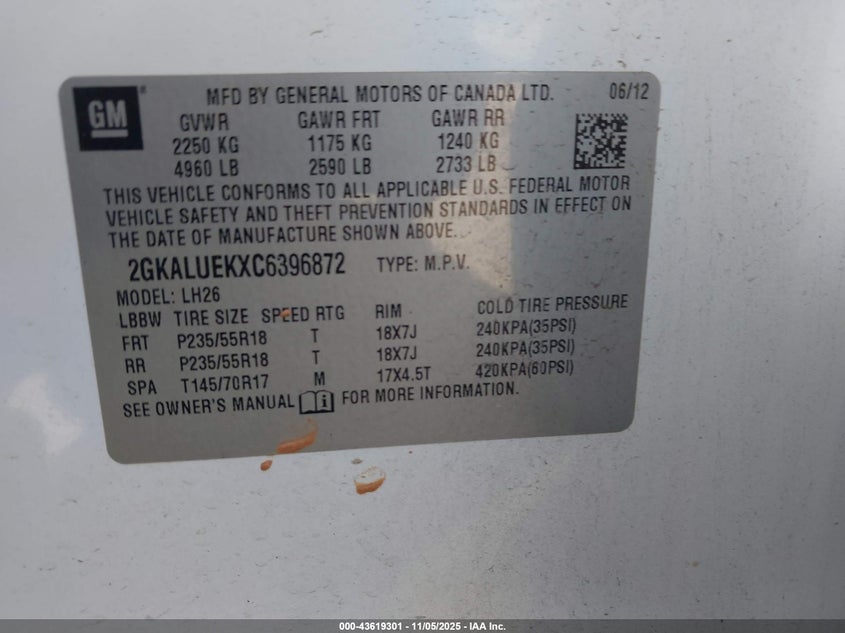 GM
MFD BY GENERAL MOTORS OF CANADA LTD. 06/12
GVWR GAWR FRT GAWR RR
2250 KG 1175 KG 1240 KG
4960 LB 2590 LB 2733 LB
THIS VEHICLE CONFORMS TO ALL APPLICABLE U.S. FEDERAL MOTOR
VEHICLE SAFETY AND THEFT PREVENTION STANDARDS IN EFFECT ON
THE DATE OF MANUFACTURE SHOWN ABOVE.
2GKALUEKXC6396872 TYPE: M.P.V.
MODEL: LH26
LBBW TIRE SIZE SPEED RTG RIM COLD TIRE PRESSURE
FRT P235/55R18 T 18X7J 240KPA(35PSI)
RR P235/55R18 T 18X7J 240KPA(35PSI)
SPA T145/70R17 M 17X4.5T 420KPA(60PSI)
SEE OWNER'S MANUAL FOR MORE INFORMATION.
000-43619301 - 11/05/2025 - IAA Inc.